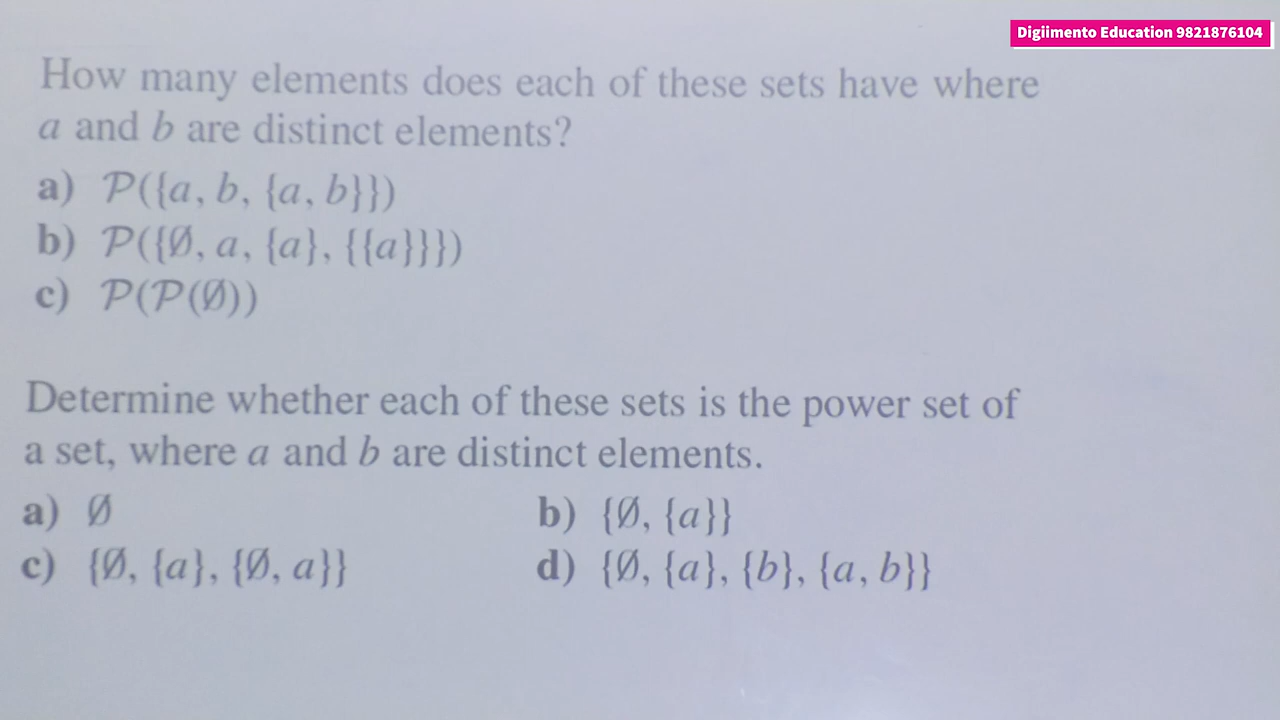 Digiimento Education 9821876104
How many elements does each of these sets have where
a and b are distinct elements?
a) P({a, b, {a, b}})
b) P({∅, a, {a}, {{a}}})
c) P(P(∅))
Determine whether each of these sets is the power set of
a set, where a and b are distinct elements.
a) ∅ b) {∅, {a}}
c) {∅, {a}, {∅, a}} d) {∅, {a}, {b}, {a, b}}